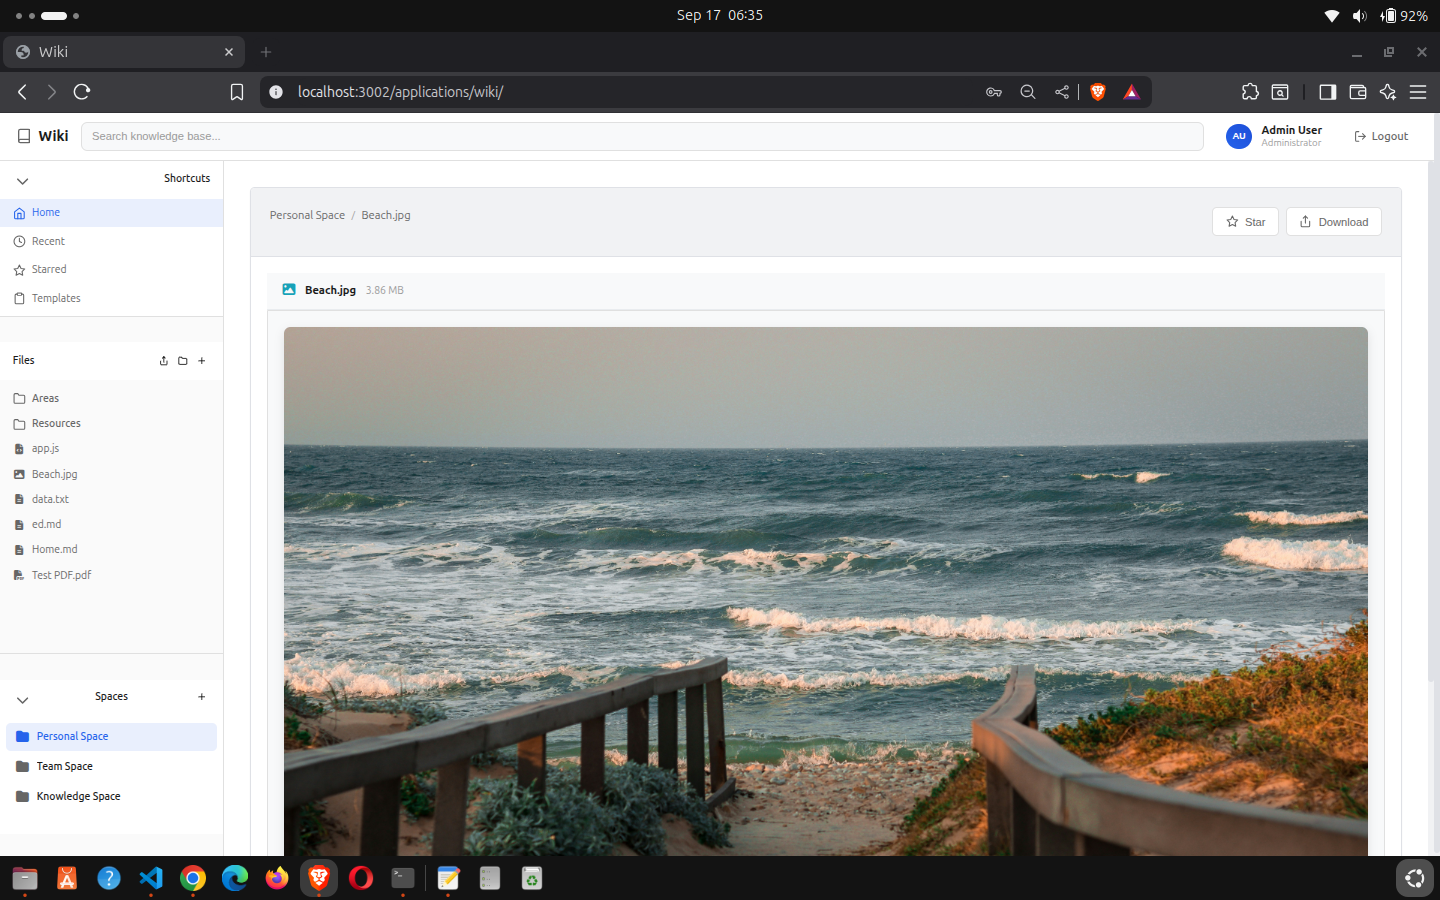 Sep 17 06:35
92%
Wiki
localhost:3002/applications/wiki/
Wiki
Search knowledge base...
AU
Admin User
Administrator
Logout
Shortcuts
Home
Recent
Starred
Templates
Files
Areas
Resources
app.js
Beach.jpg
data.txt
ed.md
Home.md
Test PDF.pdf
Spaces
Personal Space
Team Space
Knowledge Space
Personal Space / Beach.jpg
Star
Download
Beach.jpg 3.86 MB